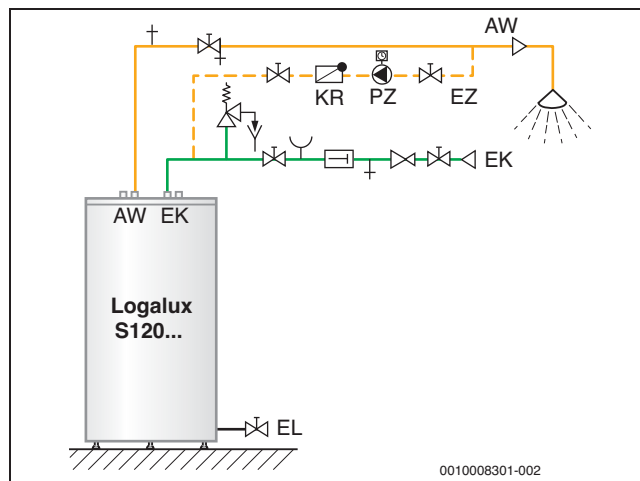 AW
KR PZ EZ
EK
AW EK
Logalux
S120...
EL
0010008301-002